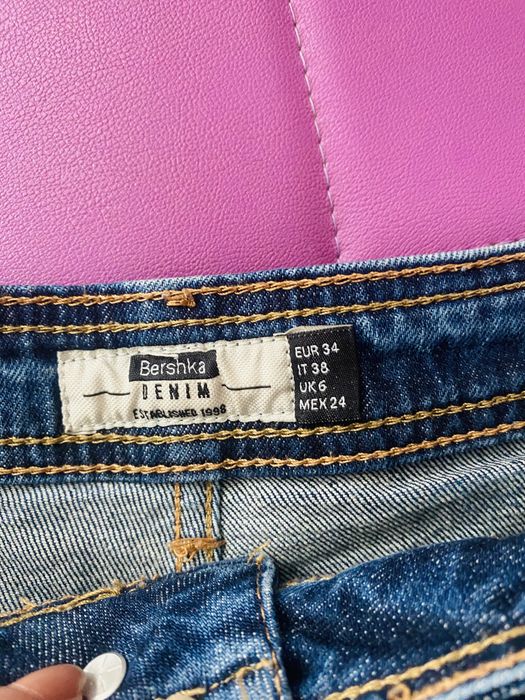 Bershka
DENIM
ESTABLISHED 1998
EUR 34
IT 38
UK 6
MEX 24